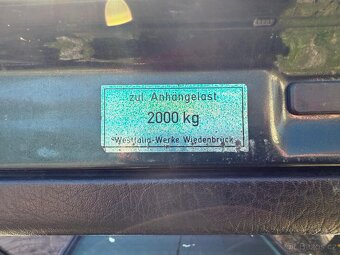 zul. Anhängelast
2000 kg
Westfalia-Werke Wiedenbrück